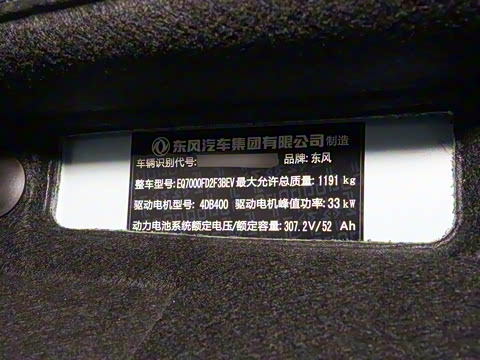 东风汽车集团有限公司 制造
车辆识别代号: 品牌: 东风
整车型号: EQ7000FD2F3BEV 最大允许总质量: 1191 kg
驱动电机型号: 4DB400 驱动电机峰值功率: 33 kW
动力电池系统额定电压/额定容量: 307.2V/52 Ah